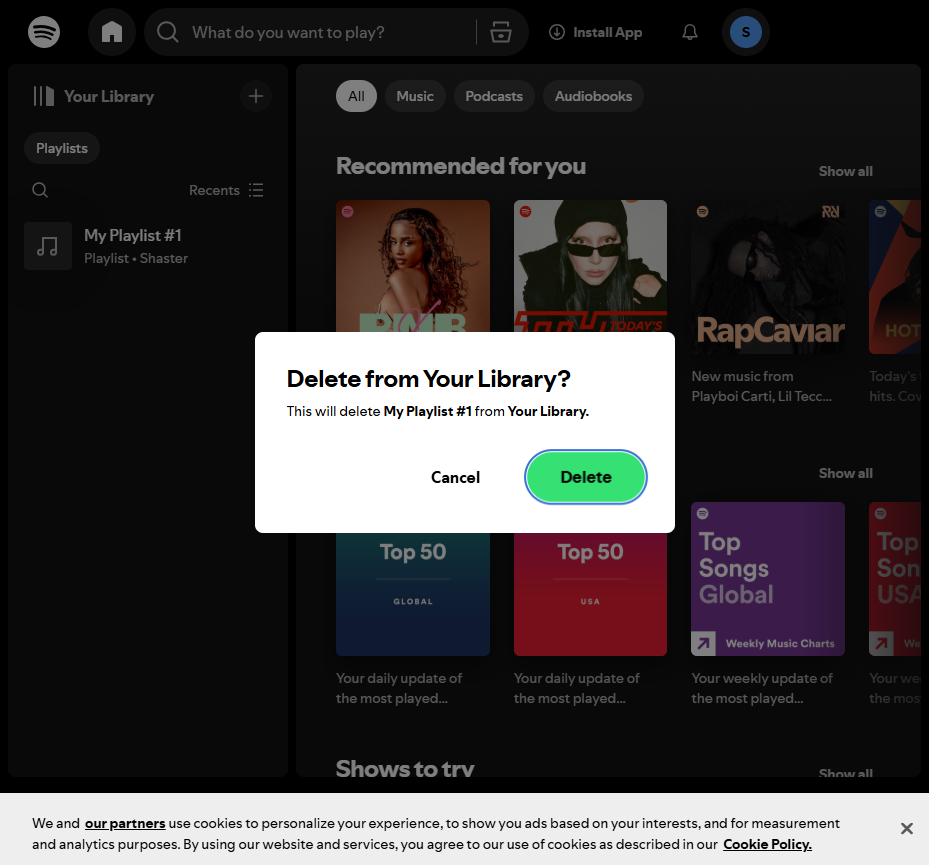 What do you want to play?
Install App
S
Your Library
Playlists
Recents
My Playlist #1
Playlist • Shaster
All
Music
Podcasts
Audiobooks
Recommended for you
Show all
TODAY'S
RapCaviar
HOT
New music from
Playboi Carti, Lil Tecc...
Today's
hits. Cov
Delete from Your Library?
This will delete My Playlist #1 from Your Library.
Cancel
Delete
Show all
Top 50
GLOBAL
Top 50
USA
Top
Songs
Global
Weekly Music Charts
Top
Son
USA
We
Your daily update of
the most played...
Your daily update of
the most played...
Your weekly update of
the most played...
Your we
the mos
Shows to try
Show all
We and our partners use cookies to personalize your experience, to show you ads based on your interests, and for measurement
and analytics purposes. By using our website and services, you agree to our use of cookies as described in our Cookie Policy.